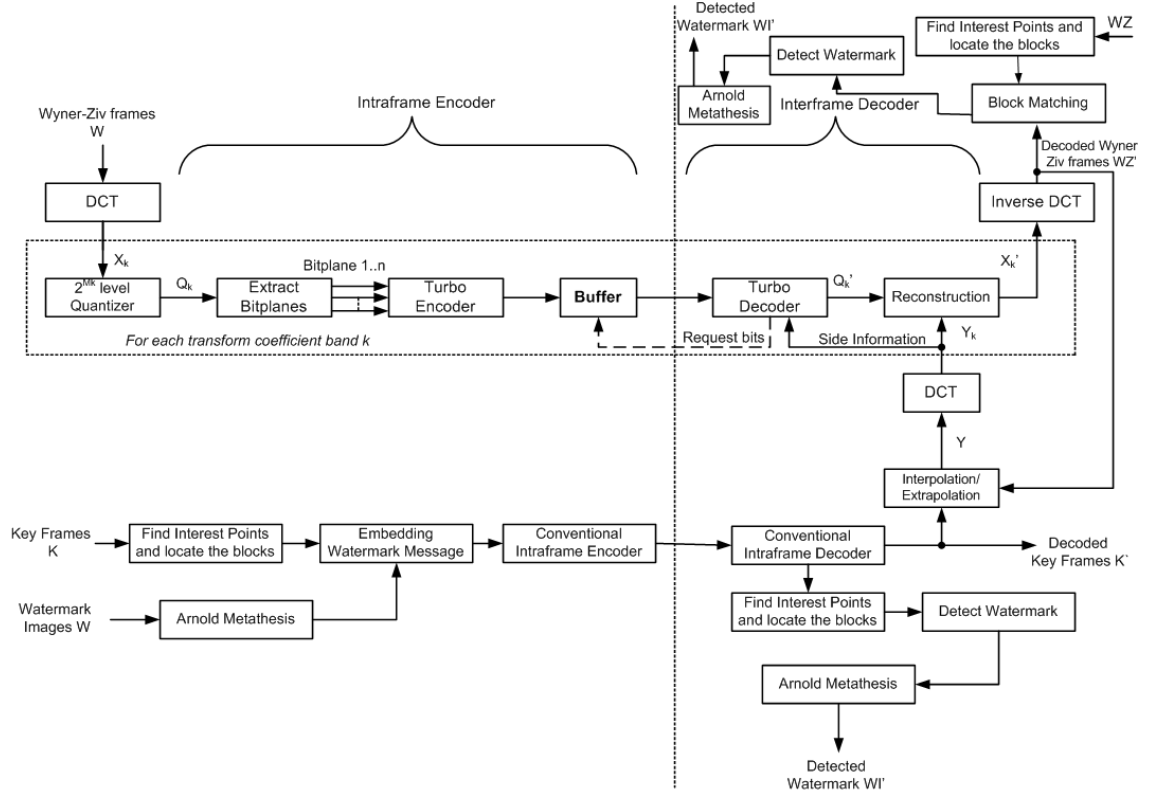 Detected
Watermark WI'
Find Interest Points and
locate the blocks
WZ
Detect Watermark
Arnold
Metathesis
Block Matching
Intraframe Encoder
Interframe Decoder
Wyner-Ziv frames
W
Decoded Wyner
Ziv frames WZ'
DCT
Inverse DCT
Xk
Bitplane 1..n
Xk'
2^Mk level
Quantizer
Qk
Extract
Bitplanes
Turbo
Encoder
Buffer
Turbo
Decoder
Qk'
Reconstruction
For each transform coefficient band k
Request bits
Side Information
Yk
DCT
Y
Interpolation/
Extrapolation
Key Frames
K
Find Interest Points
and locate the blocks
Embedding
Watermark Message
Conventional
Intraframe Encoder
Conventional
Intraframe Decoder
Decoded
Key Frames K`
Watermark
Images W
Arnold Metathesis
Find Interest Points
and locate the blocks
Detect Watermark
Arnold Metathesis
Detected
Watermark WI'